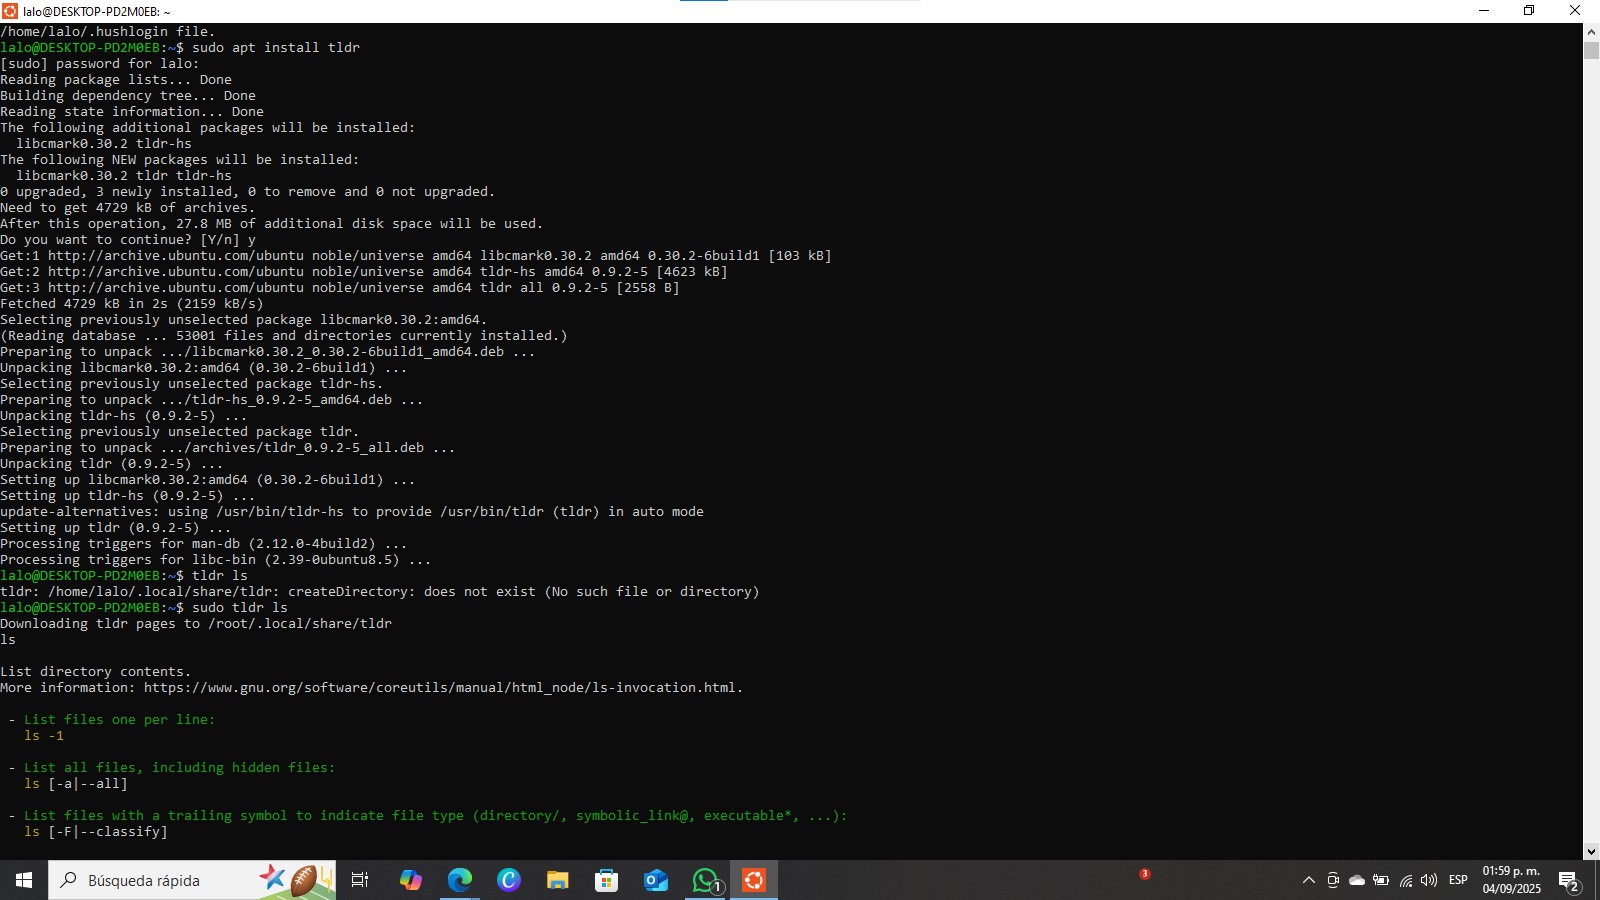 lalo@DESKTOP-PD2M0EB: ~
/home/lalo/.hushlogin file.
lalo@DESKTOP-PD2M0EB:~$ sudo apt install tldr
[sudo] password for lalo:
Reading package lists... Done
Building dependency tree... Done
Reading state information... Done
The following additional packages will be installed:
  libcmark0.30.2 tldr-hs
The following NEW packages will be installed:
  libcmark0.30.2 tldr tldr-hs
0 upgraded, 3 newly installed, 0 to remove and 0 not upgraded.
Need to get 4729 kB of archives.
After this operation, 27.8 MB of additional disk space will be used.
Do you want to continue? [Y/n] y
Get:1 http://archive.ubuntu.com/ubuntu noble/universe amd64 libcmark0.30.2 amd64 0.30.2-6build1 [103 kB]
Get:2 http://archive.ubuntu.com/ubuntu noble/universe amd64 tldr-hs amd64 0.9.2-5 [4623 kB]
Get:3 http://archive.ubuntu.com/ubuntu noble/universe amd64 tldr all 0.9.2-5 [2558 B]
Fetched 4729 kB in 2s (2159 kB/s)
Selecting previously unselected package libcmark0.30.2:amd64.
(Reading database ... 53001 files and directories currently installed.)
Preparing to unpack .../libcmark0.30.2_0.30.2-6build1_amd64.deb ...
Unpacking libcmark0.30.2:amd64 (0.30.2-6build1) ...
Selecting previously unselected package tldr-hs.
Preparing to unpack .../tldr-hs_0.9.2-5_amd64.deb ...
Unpacking tldr-hs (0.9.2-5) ...
Selecting previously unselected package tldr.
Preparing to unpack .../archives/tldr_0.9.2-5_all.deb ...
Unpacking tldr (0.9.2-5) ...
Setting up libcmark0.30.2:amd64 (0.30.2-6build1) ...
Setting up tldr-hs (0.9.2-5) ...
update-alternatives: using /usr/bin/tldr-hs to provide /usr/bin/tldr (tldr) in auto mode
Setting up tldr (0.9.2-5) ...
Processing triggers for man-db (2.12.0-4build2) ...
Processing triggers for libc-bin (2.39-0ubuntu8.5) ...
lalo@DESKTOP-PD2M0EB:~$ tldr ls
tldr: /home/lalo/.local/share/tldr: createDirectory: does not exist (No such file or directory)
lalo@DESKTOP-PD2M0EB:~$ sudo tldr ls
Downloading tldr pages to /root/.local/share/tldr
ls
List directory contents.
More information: https://www.gnu.org/software/coreutils/manual/html_node/ls-invocation.html.
 - List files one per line:
   ls -1
 - List all files, including hidden files:
   ls [-a|--all]
 - List files with a trailing symbol to indicate file type (directory/, symbolic_link@, executable*, ...):
   ls [-F|--classify]
Búsqueda rápida
1
3
ESP
01:59 p. m.
04/09/2025
2